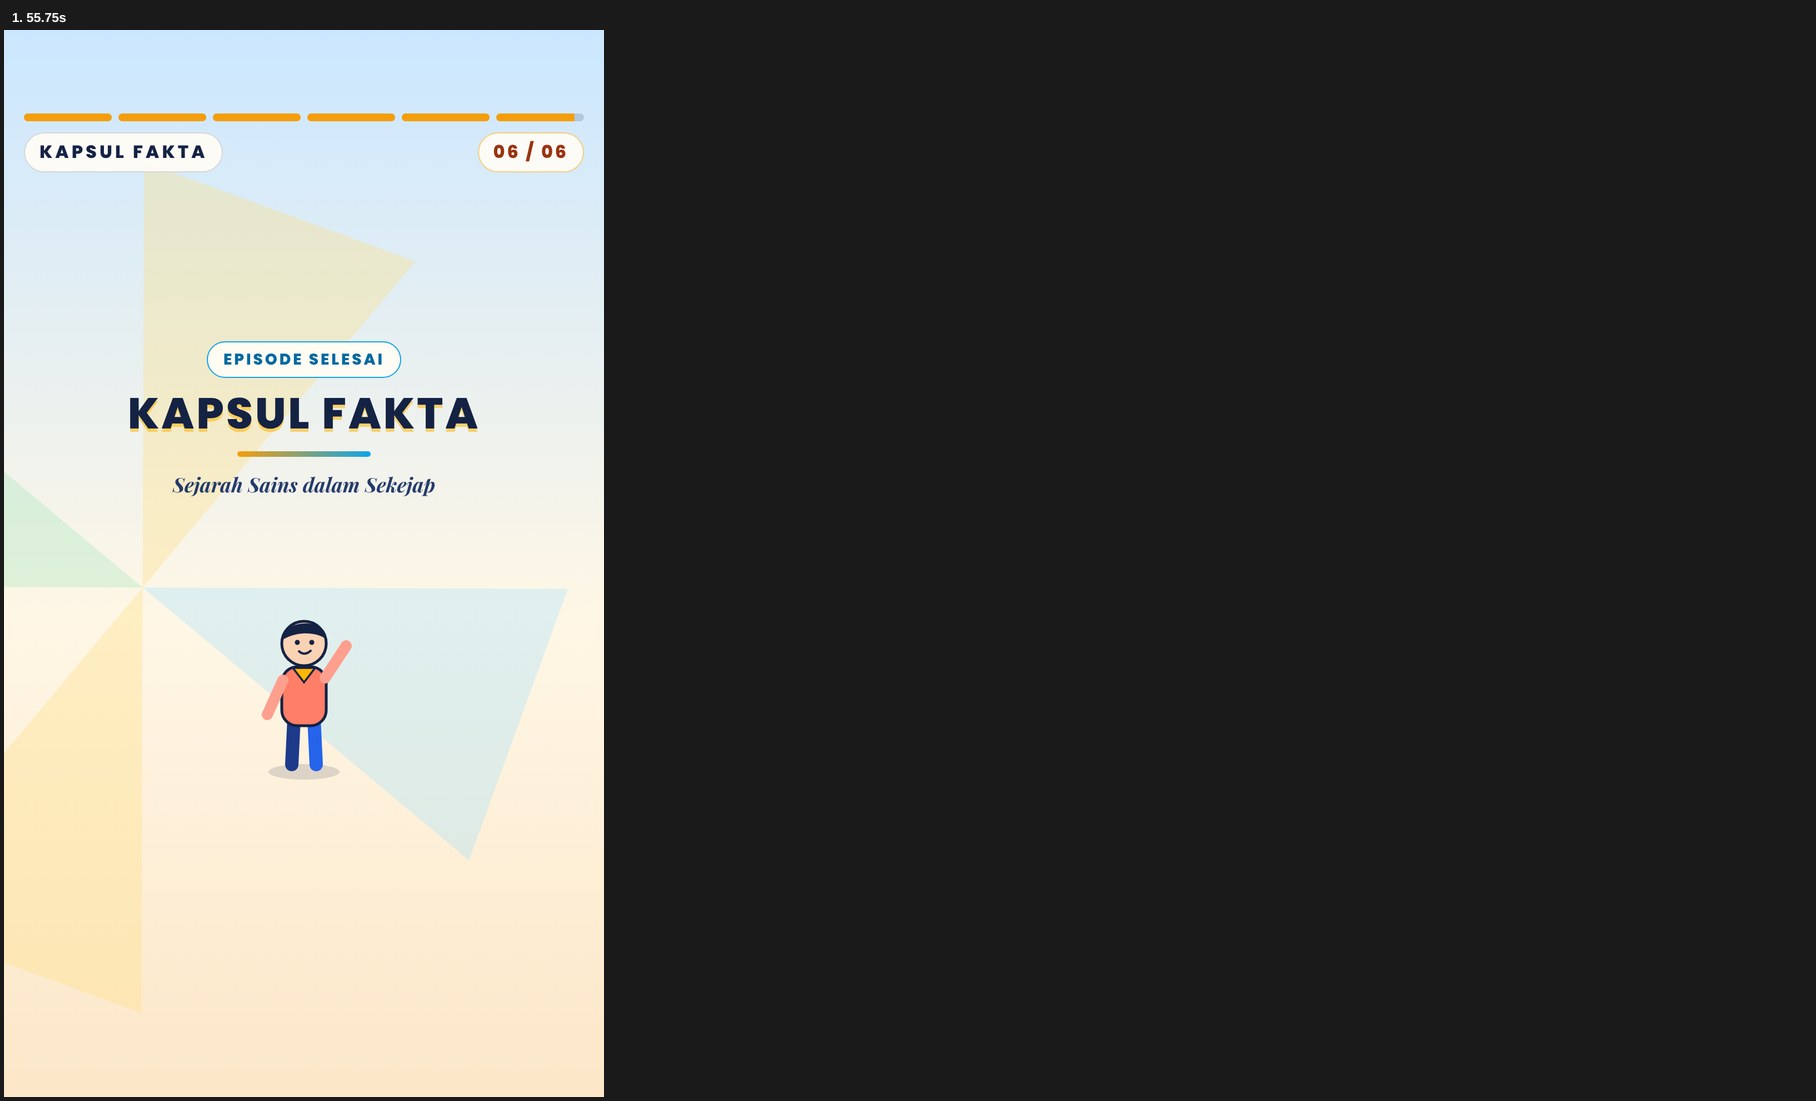 1. 55.75s
KAPSUL FAKTA
06 / 06
EPISODE SELESAI
KAPSUL FAKTA
Sejarah Sains dalam Sekejap